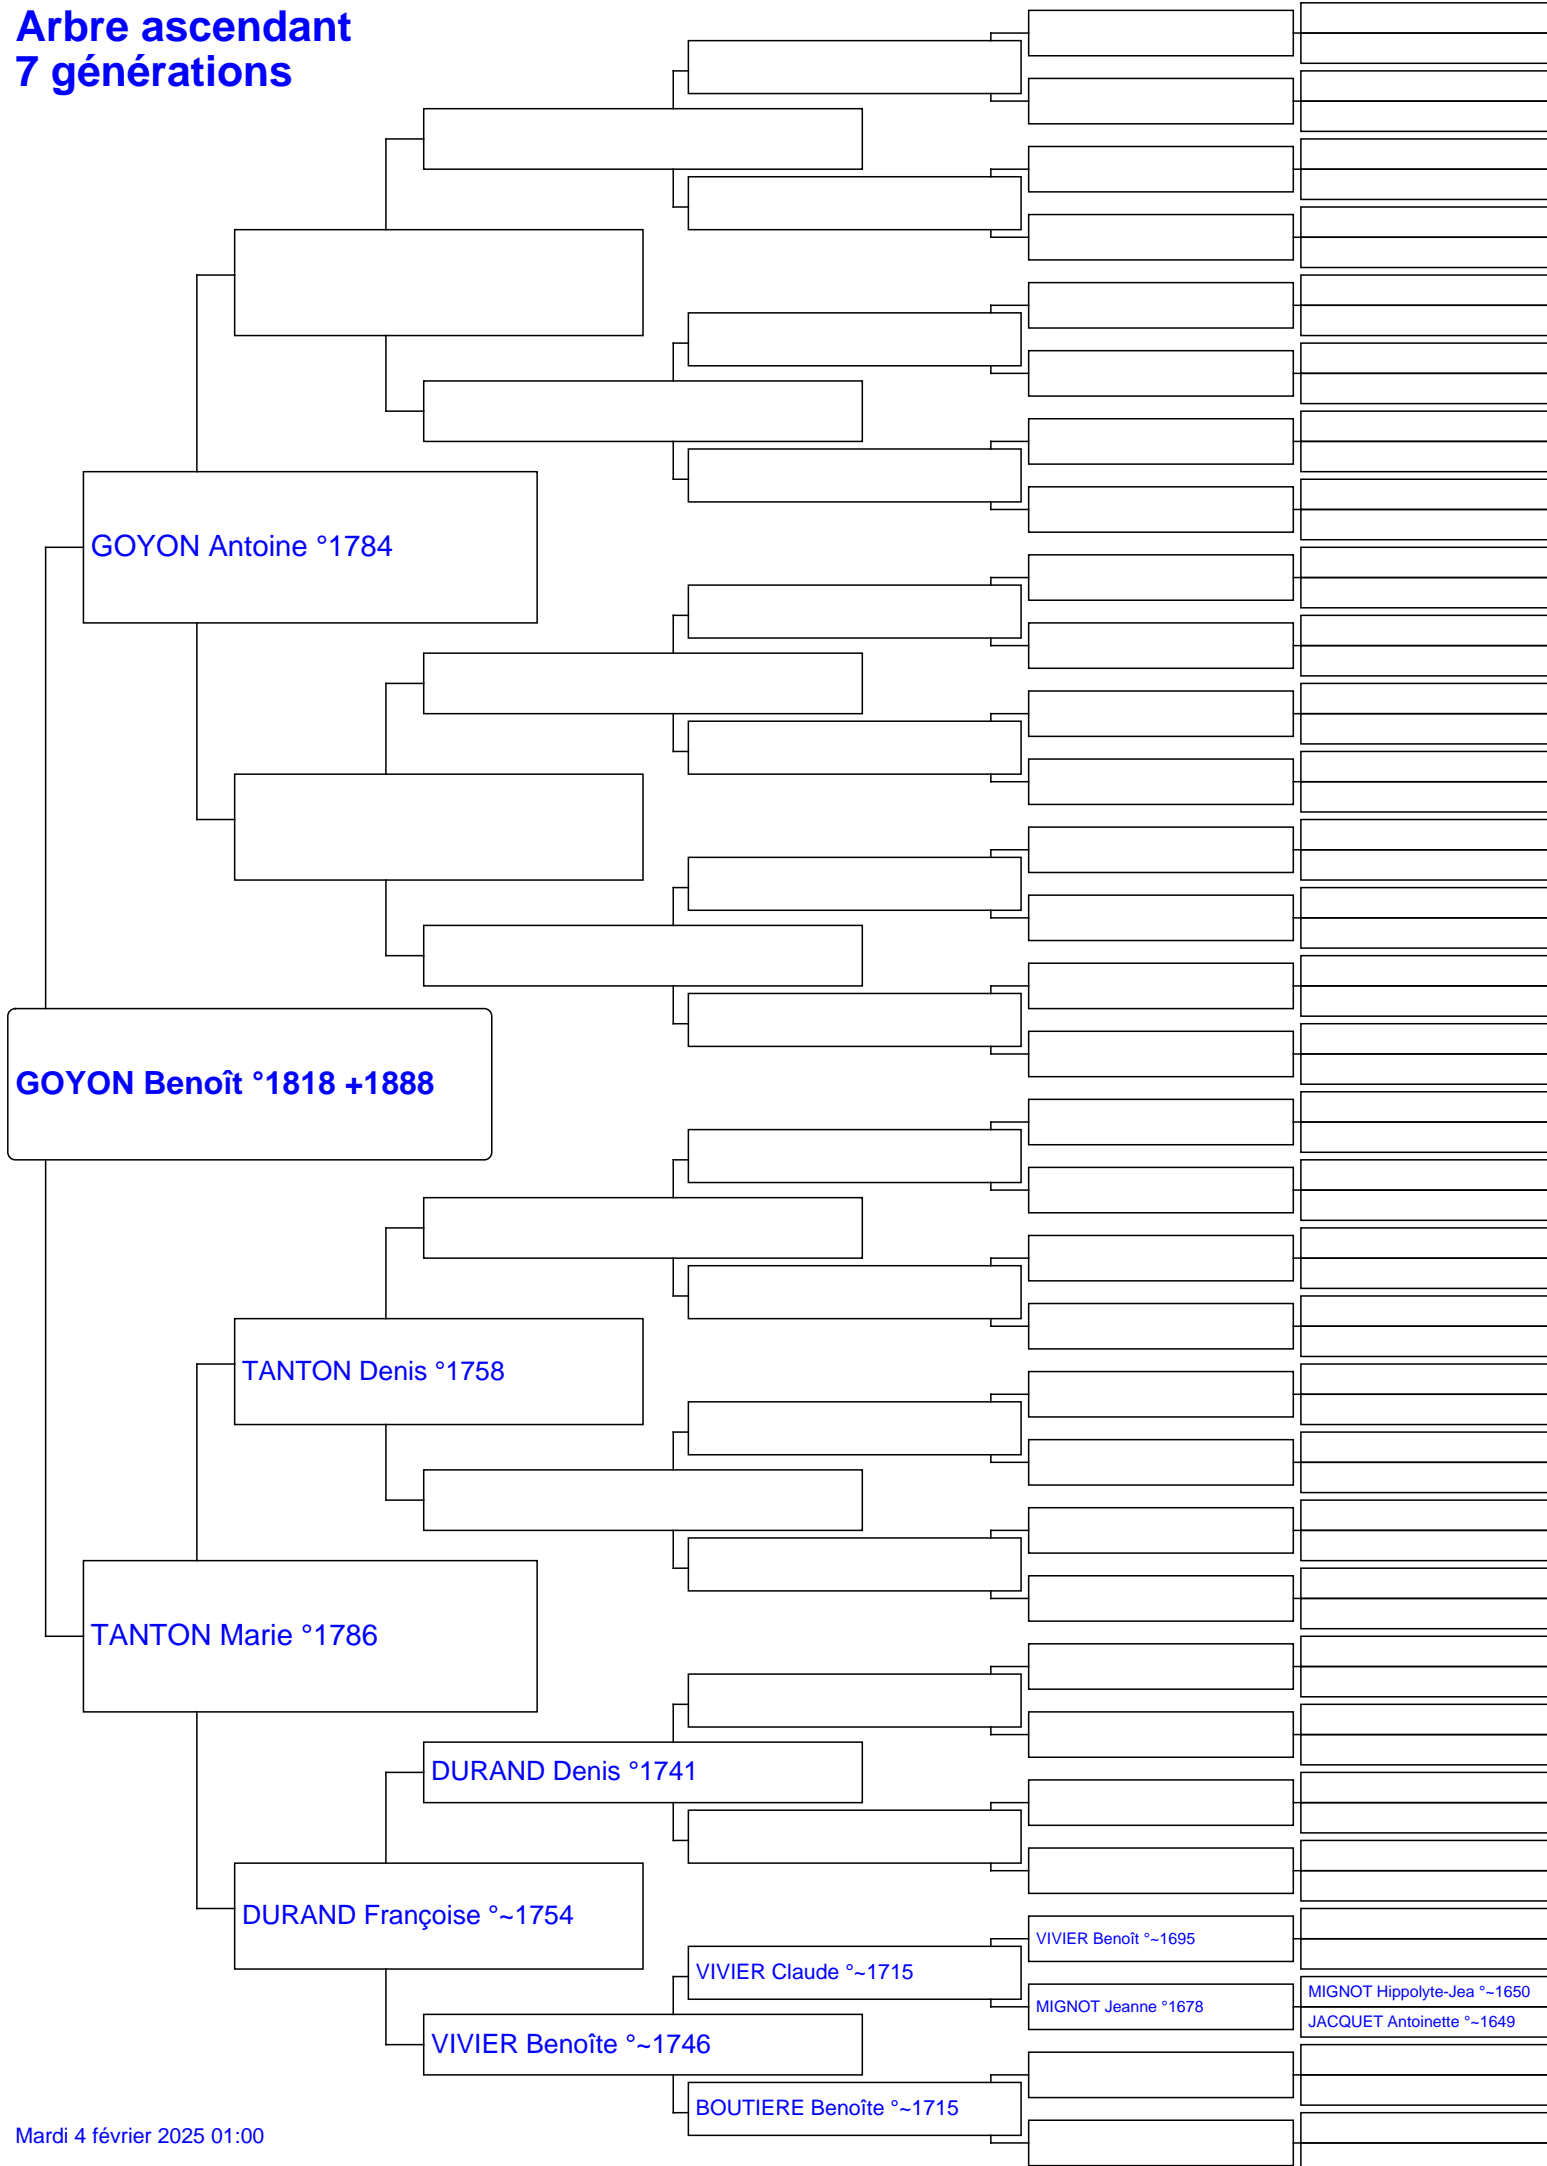 Arbre ascendant
7 générations
GOYON Antoine °1784
GOYON Benoît °1818 +1888
TANTON Denis °1758
TANTON Marie °1786
DURAND Denis °1741
DURAND Françoise °~1754
VIVIER Benoît °~1695
VIVIER Claude °~1715
MIGNOT Hippolyte-Jea °~1650
MIGNOT Jeanne °1678
JACQUET Antoinette °~1649
VIVIER Benoîte °~1746
BOUTIERE Benoîte °~1715
Mardi 4 février 2025 01:00